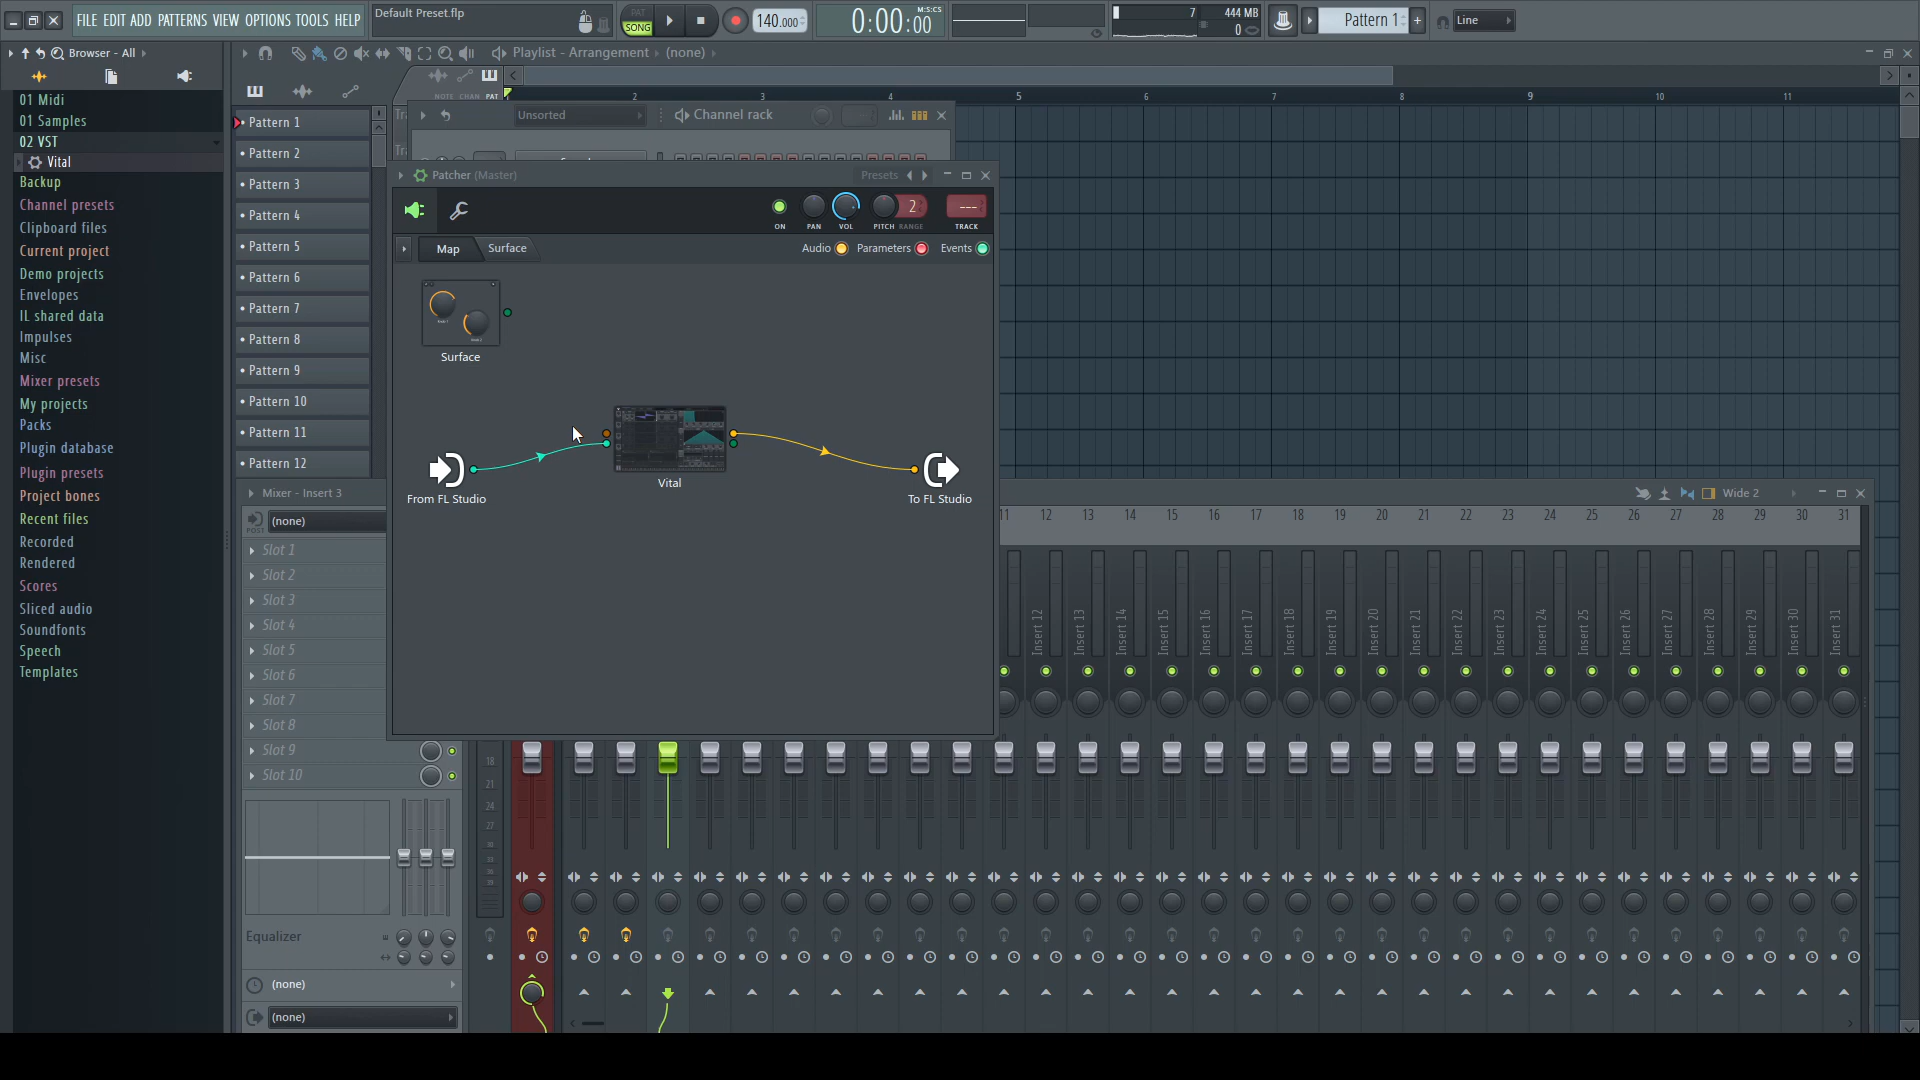 FILE EDIT ADD PATTERNS VIEW OPTIONS TOOLS HELP
Default Preset.flp
PAT
SONG
140.000
0:00:00
M:S:CS
7
444 MB
0
Pattern 1
+
Line
Browser - All
Playlist - Arrangement (none)
NOTE CHAN PAT
2 3 4 5 6 7 8 9 10 11
01 Midi
01 Samples
02 VST
Vital
Backup
Channel presets
Clipboard files
Current project
Demo projects
Envelopes
IL shared data
Impulses
Misc
Mixer presets
My projects
Packs
Plugin database
Plugin presets
Project bones
Recent files
Recorded
Rendered
Scores
Sliced audio
Soundfonts
Speech
Templates
Pattern 1
Pattern 2
Pattern 3
Pattern 4
Pattern 5
Pattern 6
Pattern 7
Pattern 8
Pattern 9
Pattern 10
Pattern 11
Pattern 12
Unsorted
Channel rack
Patcher (Master)
Presets
ON PAN VOL PITCH RANGE TRACK
2
---
Map
Surface
Audio
Parameters
Events
Surface
Vital
From FL Studio
To FL Studio
Mixer - Insert 3
Wide 2
(none)
POST
Slot 1
Slot 2
Slot 3
Slot 4
Slot 5
Slot 6
Slot 7
Slot 8
Slot 9
Slot 10
Equalizer
(none)
(none)
11 12 13 14 15 16 17 18 19 20 21 22 23 24 25 26 27 28 29 30 31
Insert 12
Insert 13
Insert 14
Insert 15
Insert 16
Insert 17
Insert 18
Insert 19
Insert 20
Insert 21
Insert 22
Insert 23
Insert 24
Insert 25
Insert 26
Insert 27
Insert 28
Insert 29
Insert 30
Insert 31
18
21
24
27
30
33